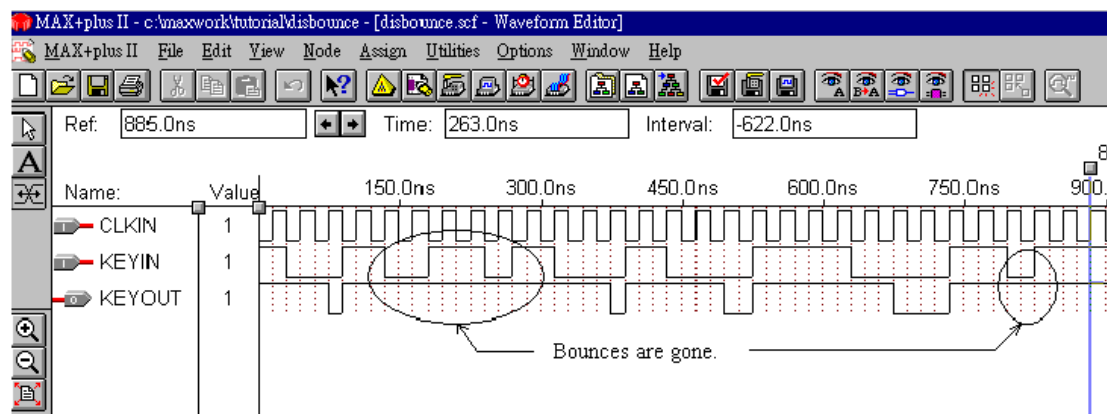 MAX+plus II - c:\maxwork\tutorial\disbounce - [disbounce.scf - Waveform Editor]
MAX+plus II File Edit View Node Assign Utilities Options Window Help
Ref: 885.0ns Time: 263.0ns Interval: -622.0ns
8
Name: Value 150.0ns 300.0ns 450.0ns 600.0ns 750.0ns 900.
CLKIN 1
KEYIN 1
KEYOUT 1
Bounces are gone.